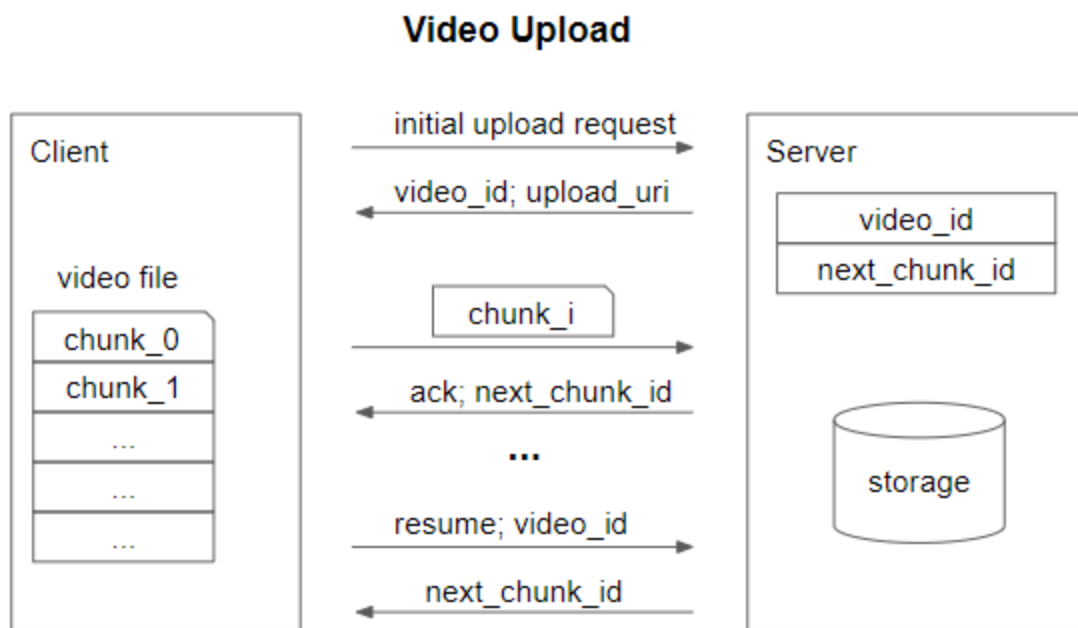 Video Upload
Client
video file
chunk_0
chunk_1
...
...
...
initial upload request
video_id; upload_uri
chunk_i
ack; next_chunk_id
...
resume; video_id
next_chunk_id
Server
video_id
next_chunk_id
storage